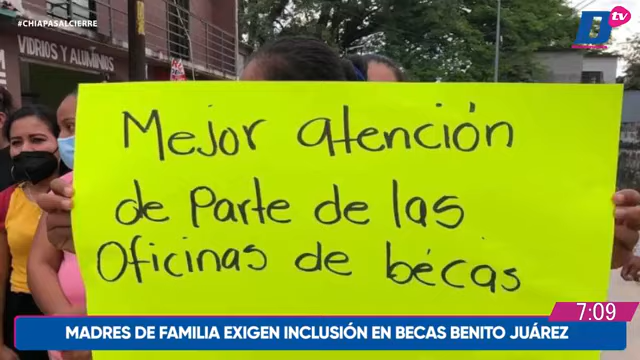 #CHIAPASALCIERRE
D tv
VIDRIOS Y ALUMINIOS
Mejor atención
de Parte de las
Oficinas de bécas
7:09
MADRES DE FAMILIA EXIGEN INCLUSIÓN EN BECAS BENITO JUÁREZ